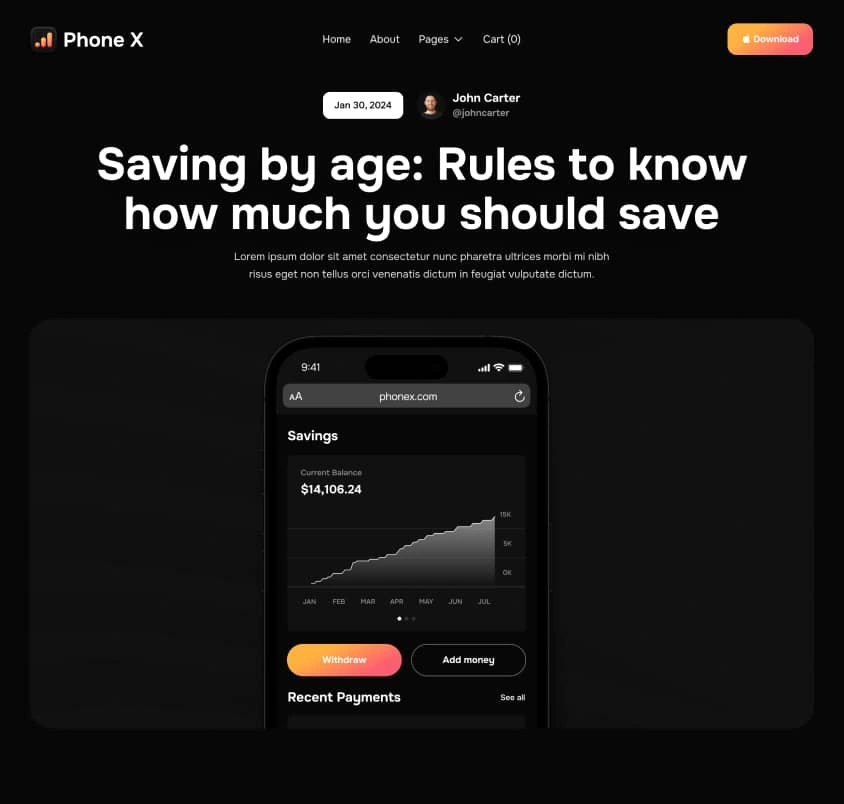 Phone X
Home
About
Pages
Cart (0)
Download
Jan 30, 2024
John Carter
@johncarter
Saving by age: Rules to know
how much you should save
Lorem ipsum dolor sit amet consectetur nunc pharetra ultrices morbi mi nibh
risus eget non tellus orci venenatis dictum in feugiat vulputate dictum.
9:41
AA
phonex.com
Savings
Current Balance
$14,106.24
15K
5K
0K
JAN FEB MAR APR MAY JUN JUL
Withdraw
Add money
Recent Payments
See all